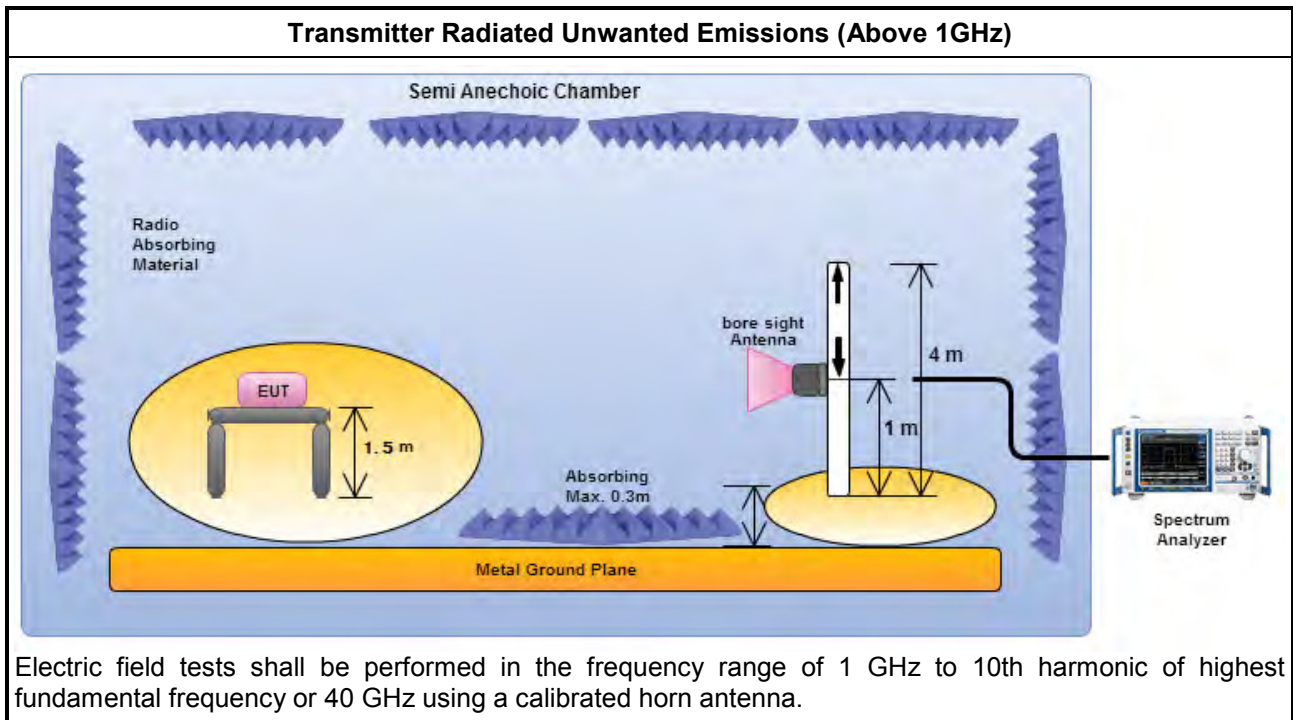 Transmitter Radiated Unwanted Emissions (Above 1GHz)
Semi Anechoic Chamber
Radio
Absorbing
Material
bore sight
Antenna
4 m
EUT
1.5 m
1 m
Absorbing
Max. 0.3m
Spectrum
Analyzer
Metal Ground Plane
Electric field tests shall be performed in the frequency range of 1 GHz to 10th harmonic of highest
fundamental frequency or 40 GHz using a calibrated horn antenna.